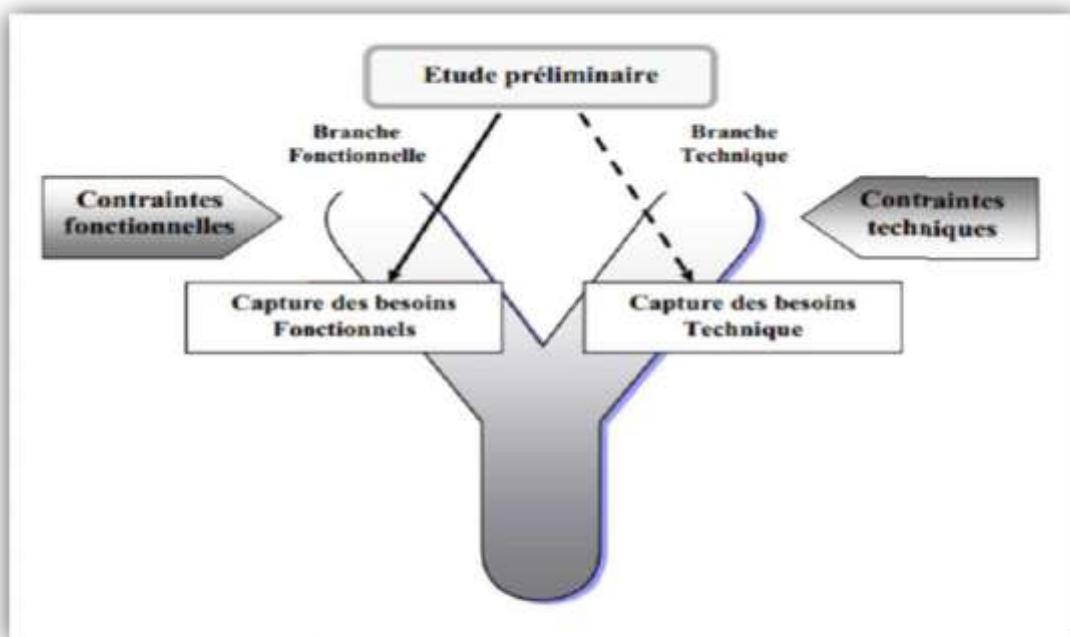 Etude préliminaire
Branche
Fonctionnelle
Branche
Technique
Contraintes
fonctionnelles
Contraintes
techniques
Capture des besoins
Fonctionnels
Capture des besoins
Technique